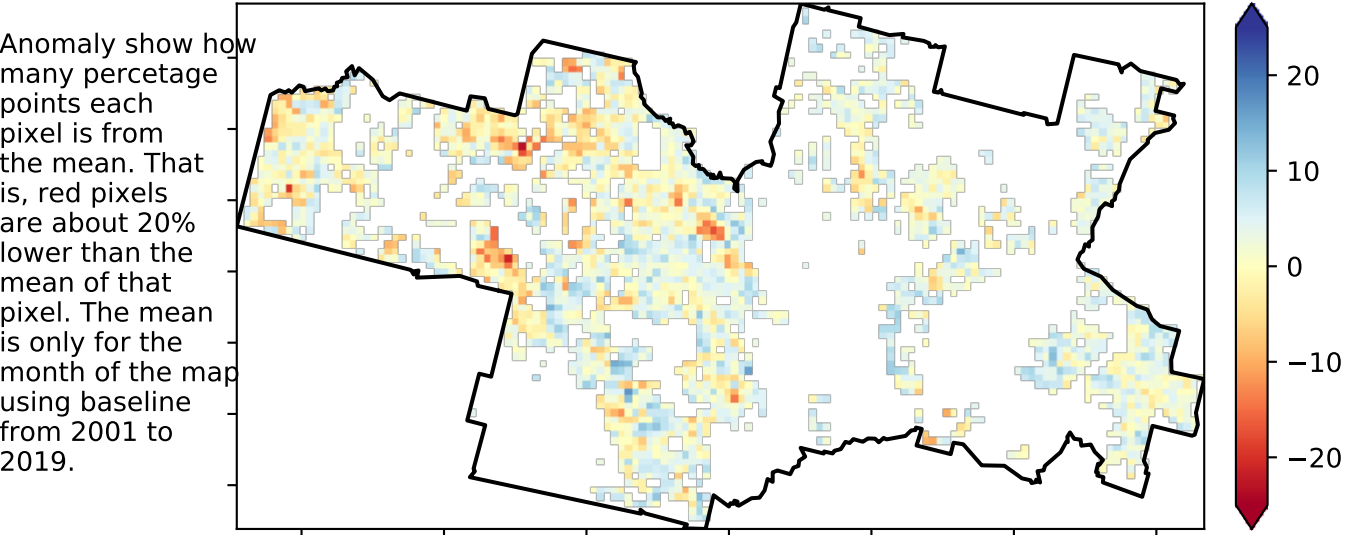 Anomaly show how
many percetage
points each
pixel is from
the mean. That
is, red pixels
are about 20%
lower than the
mean of that
pixel. The mean
is only for the
month of the map
using baseline
from 2001 to
2019.
20
10
0
−10
−20